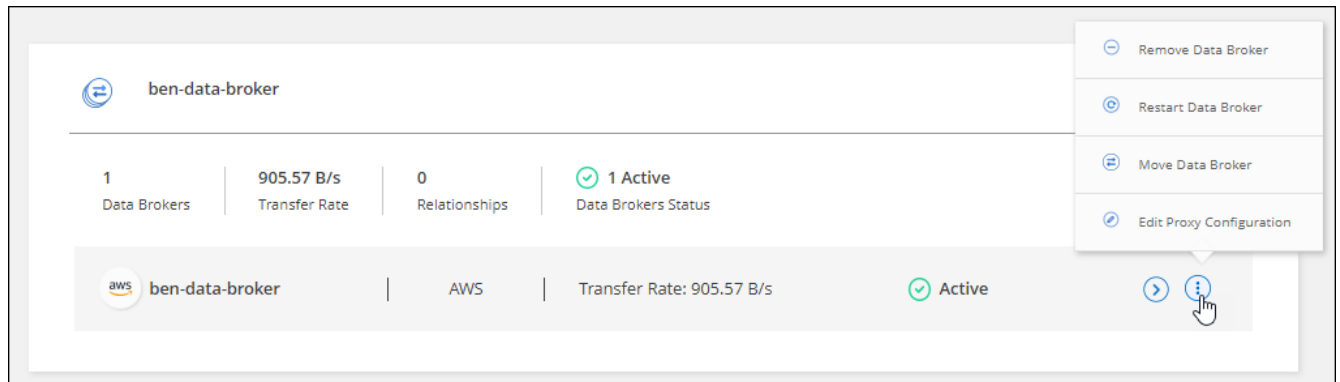 ben-data-broker
1
Data Brokers
905.57 B/s
Transfer Rate
0
Relationships
1 Active
Data Brokers Status
aws
ben-data-broker
AWS
Transfer Rate: 905.57 B/s
Active
Remove Data Broker
Restart Data Broker
Move Data Broker
Edit Proxy Configuration